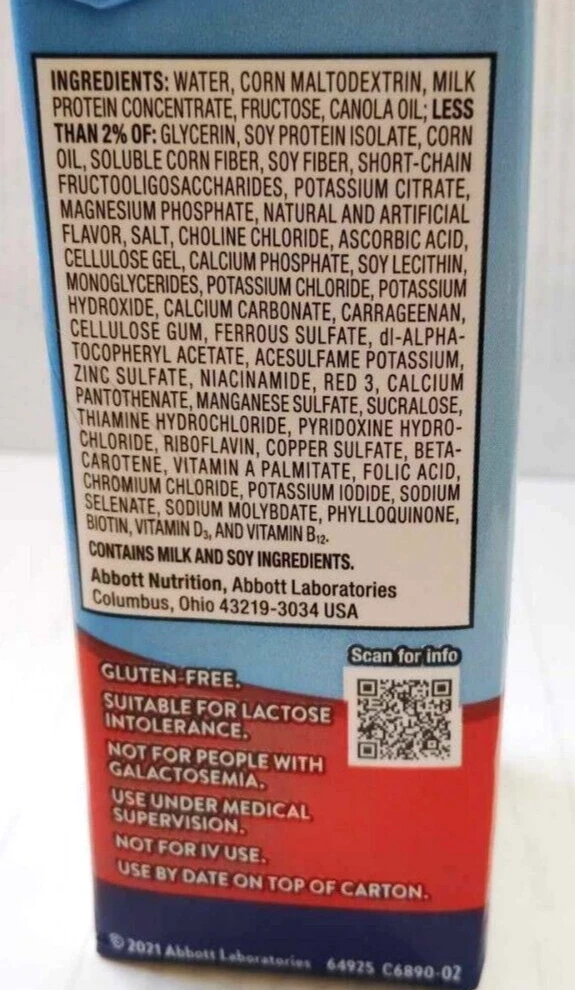 INGREDIENTS: WATER, CORN MALTODEXTRIN, MILK
PROTEIN CONCENTRATE, FRUCTOSE, CANOLA OIL; LESS
THAN 2% OF: GLYCERIN, SOY PROTEIN ISOLATE, CORN
OIL, SOLUBLE CORN FIBER, SOY FIBER, SHORT-CHAIN
FRUCTOOLIGOSACCHARIDES, POTASSIUM CITRATE,
MAGNESIUM PHOSPHATE, NATURAL AND ARTIFICIAL
FLAVOR, SALT, CHOLINE CHLORIDE, ASCORBIC ACID,
CELLULOSE GEL, CALCIUM PHOSPHATE, SOY LECITHIN,
MONOGLYCERIDES, POTASSIUM CHLORIDE, POTASSIUM
HYDROXIDE, CALCIUM CARBONATE, CARRAGEENAN,
CELLULOSE GUM, FERROUS SULFATE, dl-ALPHA-
TOCOPHERYL ACETATE, ACESULFAME POTASSIUM,
ZINC SULFATE, NIACINAMIDE, RED 3, CALCIUM
PANTOTHENATE, MANGANESE SULFATE, SUCRALOSE,
THIAMINE HYDROCHLORIDE, PYRIDOXINE HYDRO-
CHLORIDE, RIBOFLAVIN, COPPER SULFATE, BETA-
CAROTENE, VITAMIN A PALMITATE, FOLIC ACID,
CHROMIUM CHLORIDE, POTASSIUM IODIDE, SODIUM
SELENATE, SODIUM MOLYBDATE, PHYLLOQUINONE,
BIOTIN, VITAMIN D₃, AND VITAMIN B₁₂.
CONTAINS MILK AND SOY INGREDIENTS.
Abbott Nutrition, Abbott Laboratories
Columbus, Ohio 43219-3034 USA
Scan for info
GLUTEN-FREE.
SUITABLE FOR LACTOSE
INTOLERANCE.
NOT FOR PEOPLE WITH
GALACTOSEMIA.
USE UNDER MEDICAL
SUPERVISION.
NOT FOR IV USE.
USE BY DATE ON TOP OF CARTON.
© 2021 Abbott Laboratories 64925 C6890-02